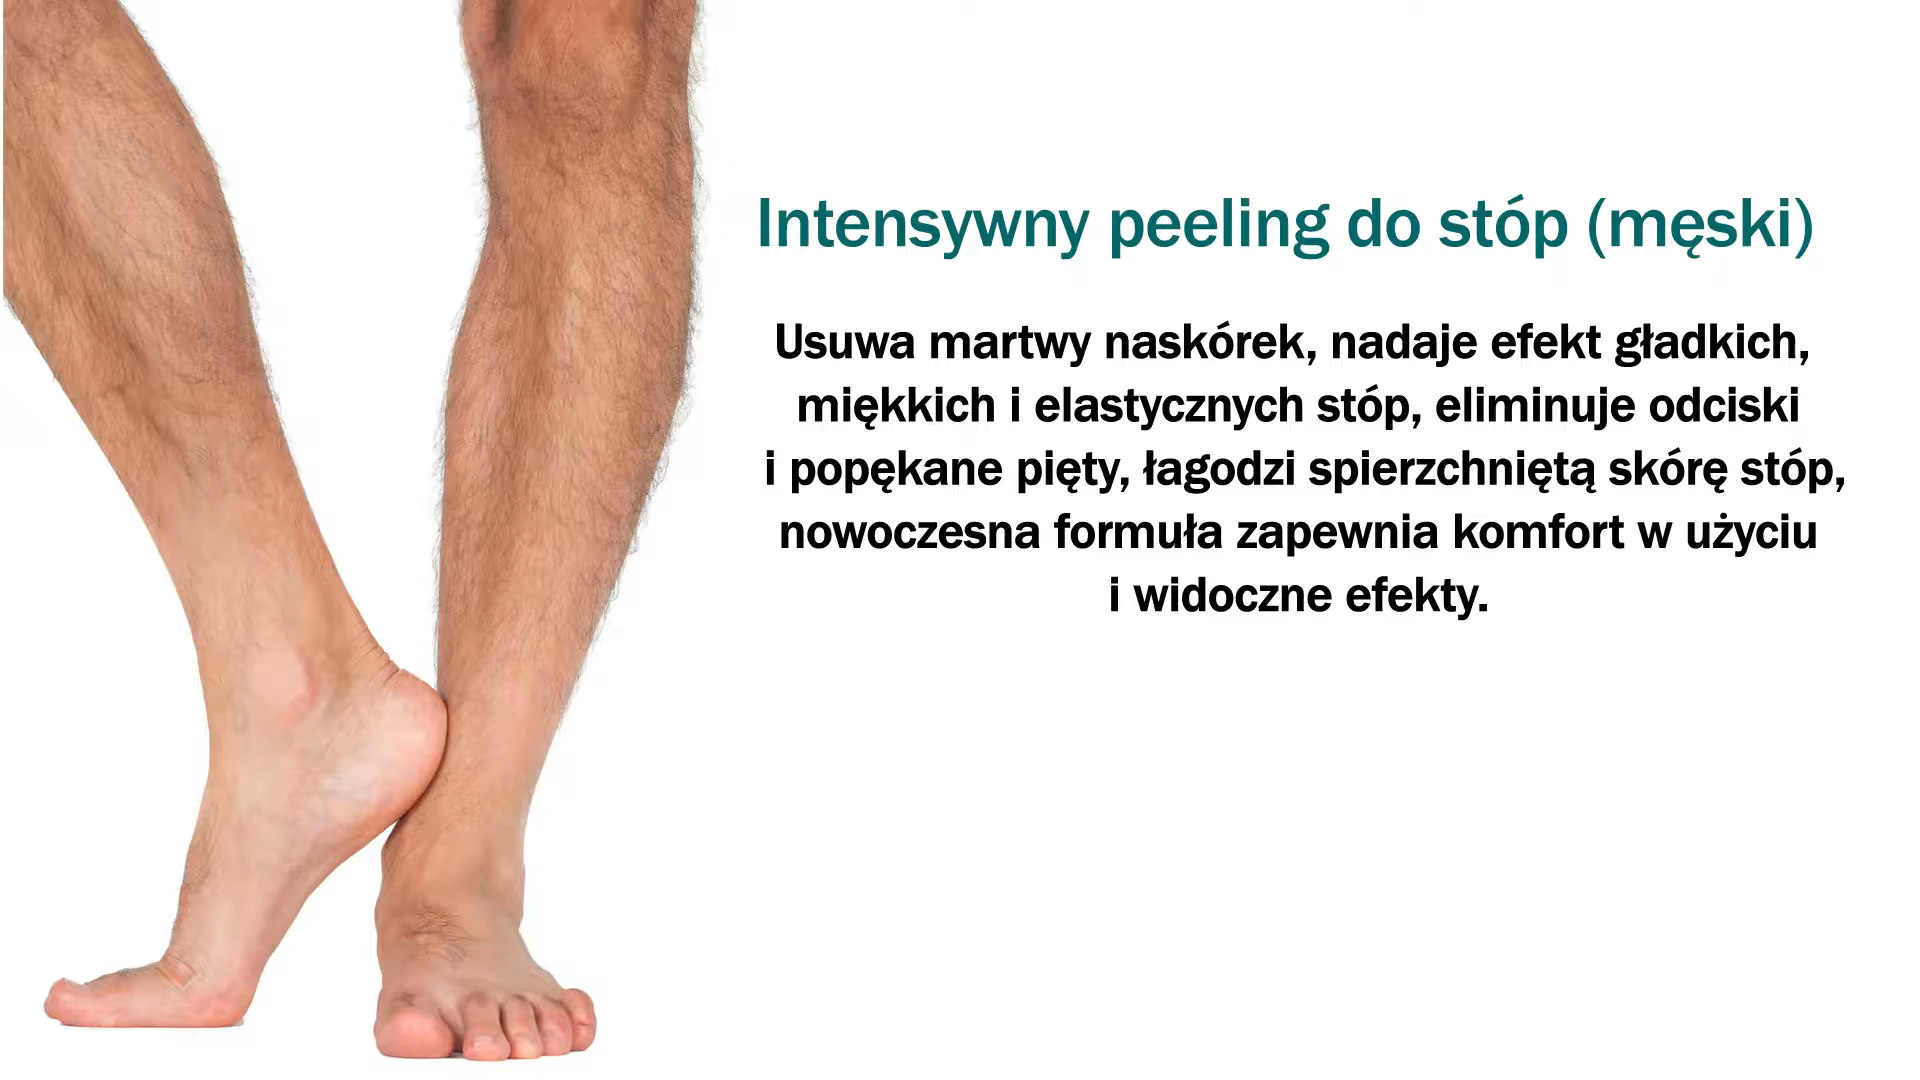 Intensywny peeling do stóp (męski)
Usuwa martwy naskórek, nadaje efekt gładkich,
miękkich i elastycznych stóp, eliminuje odciski
i popękane pięty, łagodzi spierzchniętą skórę stóp,
nowoczesna formuła zapewnia komfort w użyciu
i widoczne efekty.